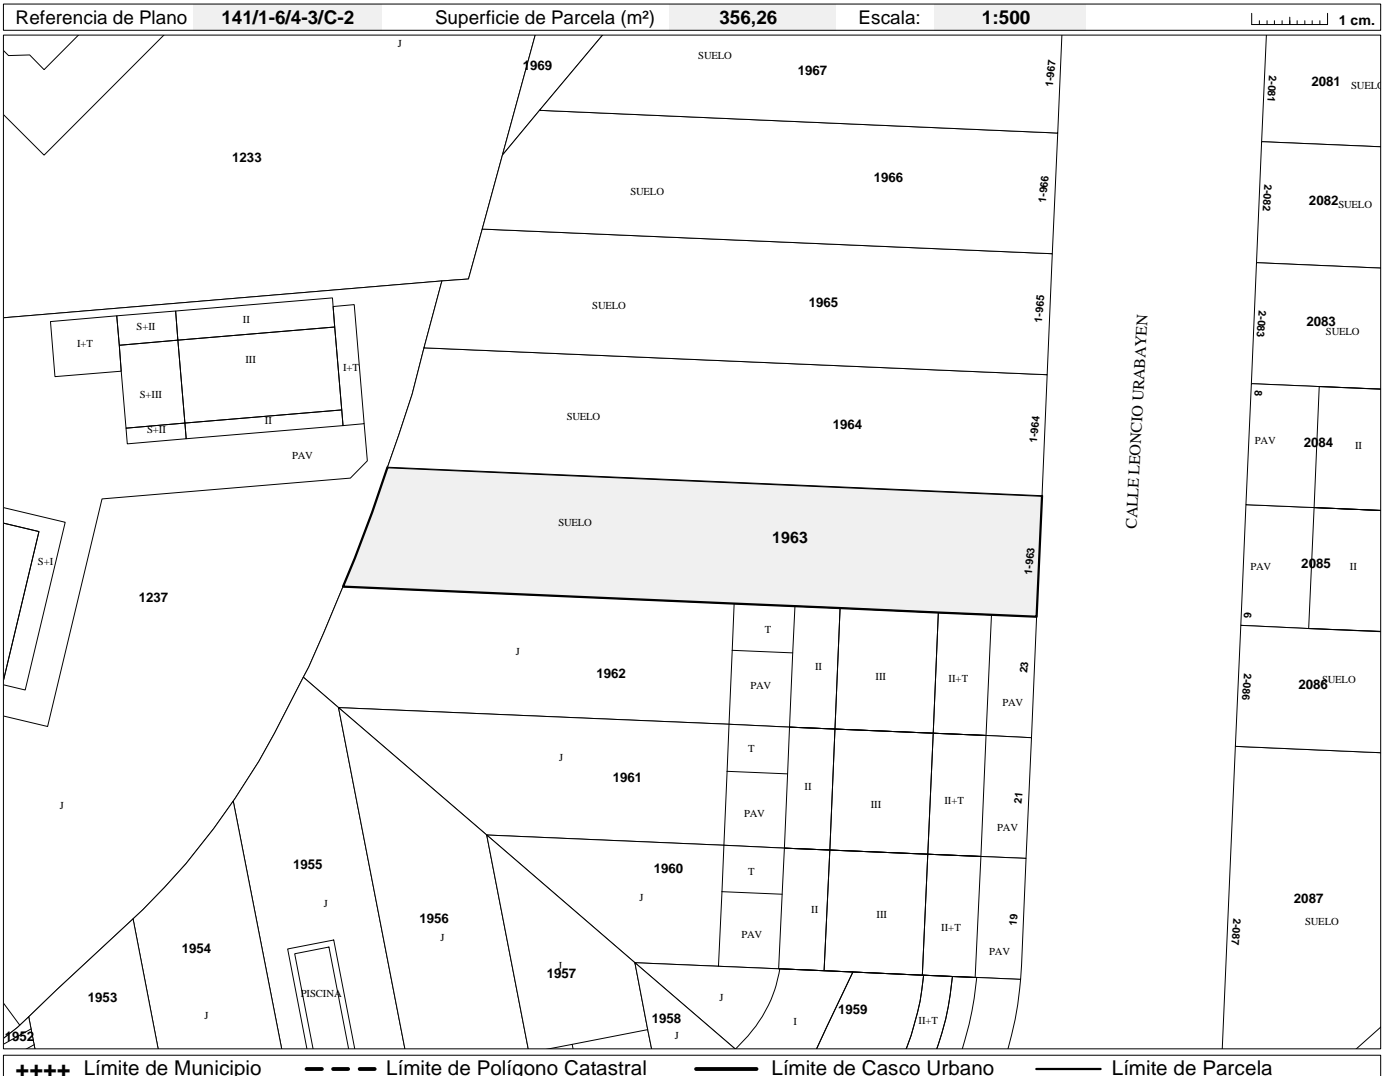 Referencia de Plano 141/1-6/4-3/C-2 Superficie de Parcela (m²) 356,26 Escala: 1:500 1 cm.
J
1969
SUELO
1967
1-967
2-081
2081
SUELO
1233
1966
SUELO
1-966
2-082
2082
SUELO
1965
SUELO
1-965
2-083
2083
SUELO
I+T
S+II
II
III
I+T
S+III
S+II
II
PAV
SUELO
1964
1-964
CALLE LEONCIO URABAYEN
8
PAV
2084
II
SUELO
1963
1-963
S+I
1237
PAV
2085
II
6
J
1962
T
PAV
II
III
II+T
23
PAV
2-086
2086
SUELO
J
1961
T
PAV
II
III
II+T
21
PAV
J
1955
J
1956
J
1960
J
T
PAV
II
III
II+T
19
PAV
2-087
2087
SUELO
1954
J
1953
1952
PISCINA
J
1957
1958
J
J
I
1959
II+T
++++ Límite de Municipio Límite de Polígono Catastral Límite de Casco Urbano Límite de Parcela